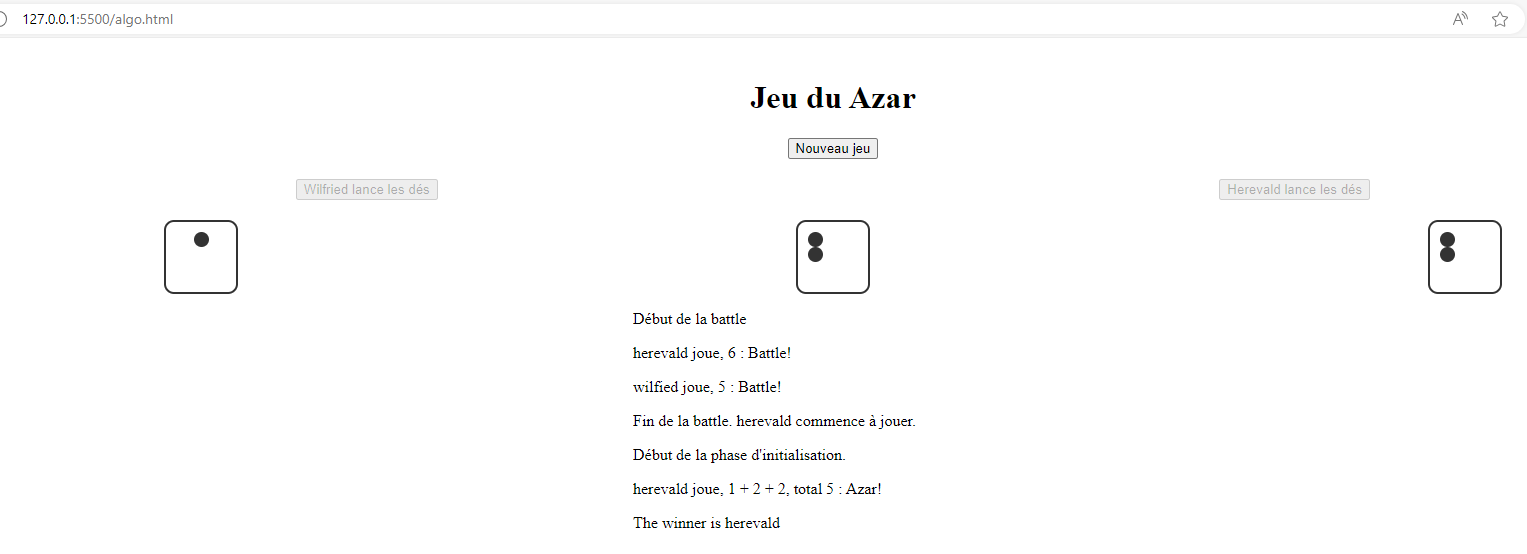 127.0.0.1:5500/algo.html
Jeu du Azar
Nouveau jeu
Wilfried lance les dés
Herevald lance les dés
Début de la battle
herevald joue, 6 : Battle!
wilfied joue, 5 : Battle!
Fin de la battle. herevald commence à jouer.
Début de la phase d'initialisation.
herevald joue, 1 + 2 + 2, total 5 : Azar!
The winner is herevald